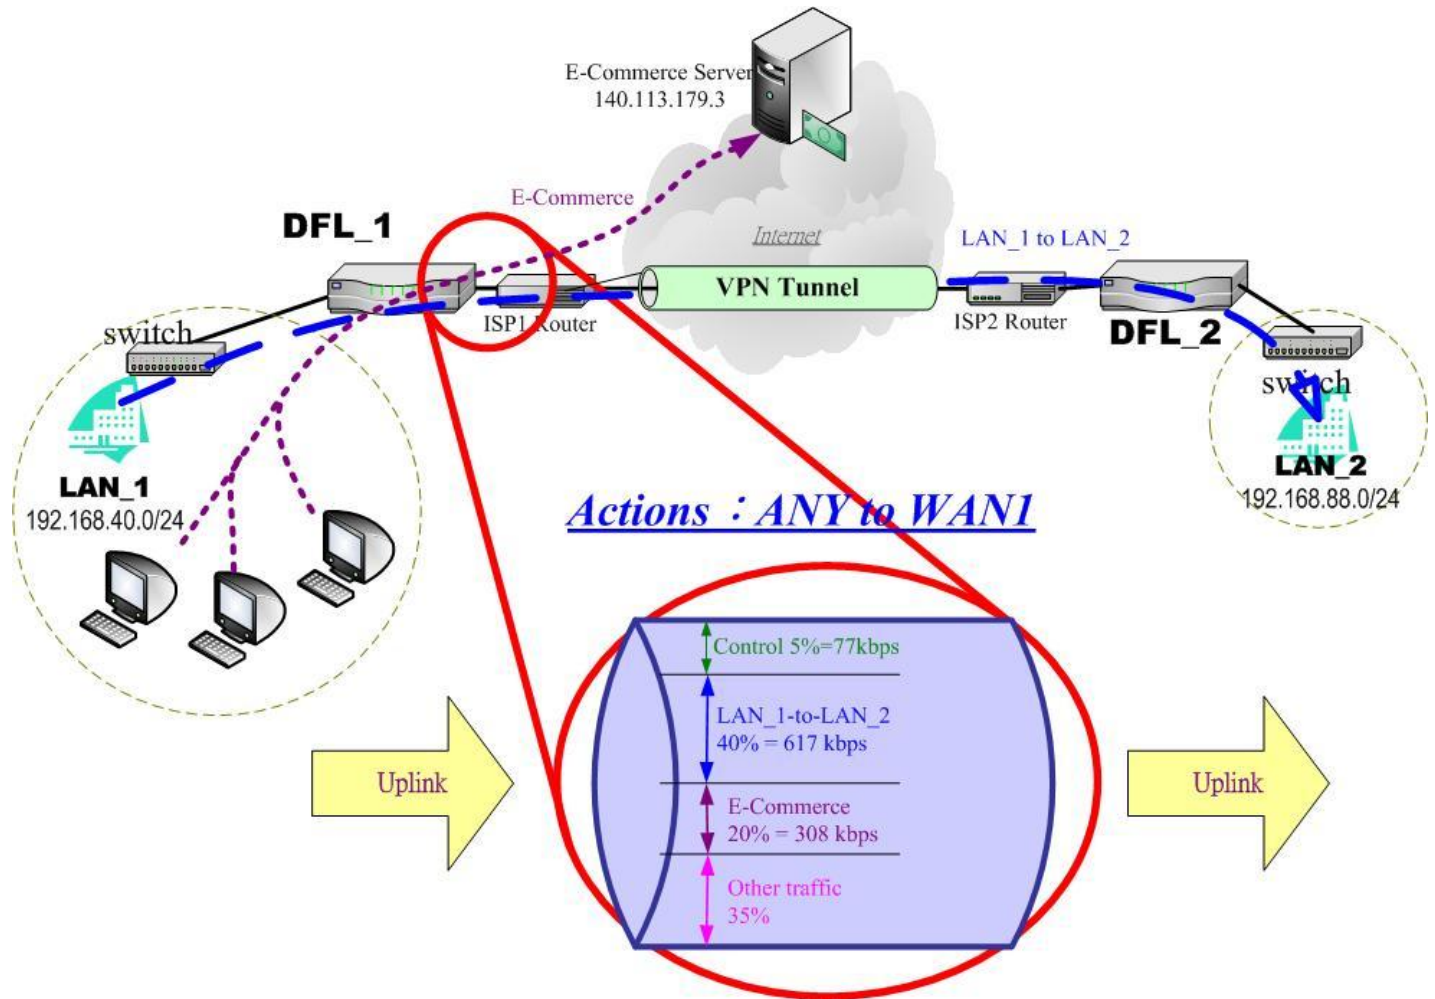 E-Commerce Server
140.113.179.3
E-Commerce
DFL_1
Internet
LAN_1 to LAN_2
VPN Tunnel
ISP1 Router
ISP2 Router
DFL_2
switch
switch
LAN_1
192.168.40.0/24
LAN_2
192.168.88.0/24
Actions：ANY to WAN1
Control 5%=77kbps
LAN_1-to-LAN_2
40% = 617 kbps
Uplink
Uplink
E-Commerce
20% = 308 kbps
Other traffic
35%